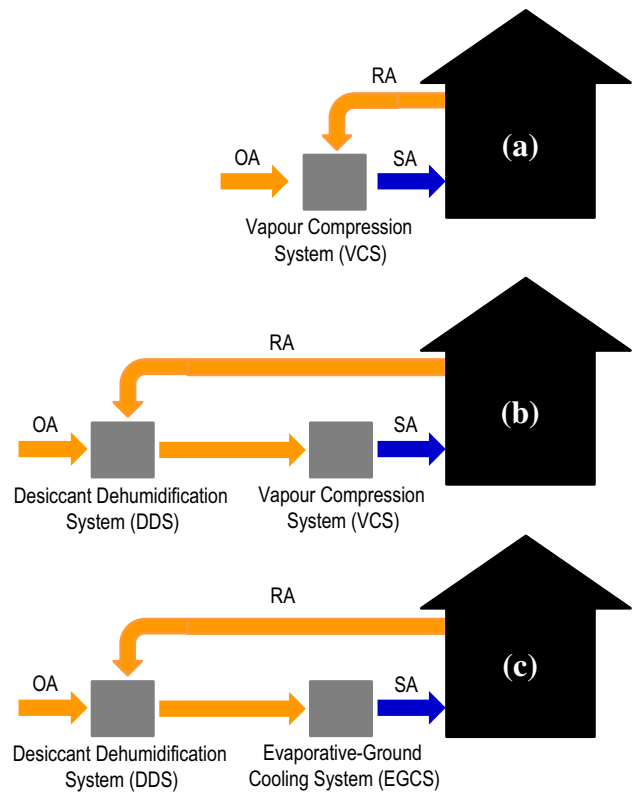 RA
(a)
OA
SA
Vapour Compression
System (VCS)
RA
(b)
OA
SA
Desiccant Dehumidification
System (DDS)
Vapour Compression
System (VCS)
RA
(c)
OA
SA
Desiccant Dehumidification
System (DDS)
Evaporative-Ground
Cooling System (EGCS)